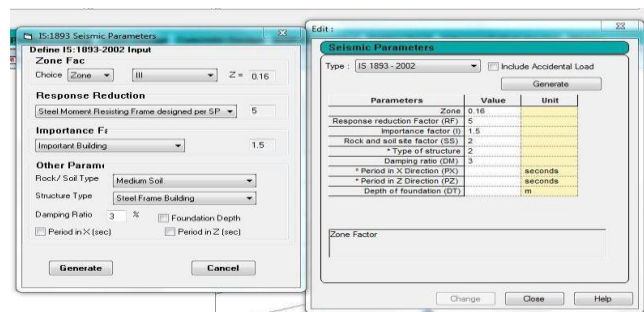 IS:1893 Seismic Parameters
Define IS:1893-2002 Input
Zone Fac
Choice Zone III Z = 0.16
Response Reduction
Steel Moment Resisting Frame designed per SP 5
Importance Fa
Important Building 1.5
Other Parame
Rock/ Soil Type Medium Soil
Structure Type Steel Frame Building
Damping Ratio 3 % Foundation Depth
Period in X (sec) Period in Z (sec)
Generate Cancel
Edit :
Seismic Parameters
Type : IS 1893 - 2002 Include Accidental Load
Generate
Parameters Value Unit
Zone 0.16
Response reduction Factor (RF) 5
Importance factor (I) 1.5
Rock and soil site factor (SS) 2
* Type of structure 2
Damping ratio (DM) 3
* Period in X Direction (PX) seconds
* Period in Z Direction (PZ) seconds
Depth of foundation (DT) m
Zone Factor
Change Close Help